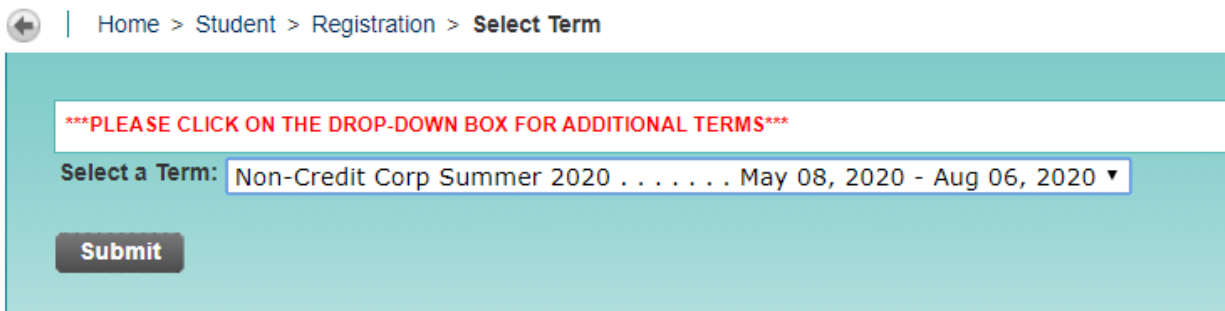 Home > Student > Registration > Select Term
***PLEASE CLICK ON THE DROP-DOWN BOX FOR ADDITIONAL TERMS***
Select a Term: Non-Credit Corp Summer 2020 . . . . . . . May 08, 2020 - Aug 06, 2020
Submit